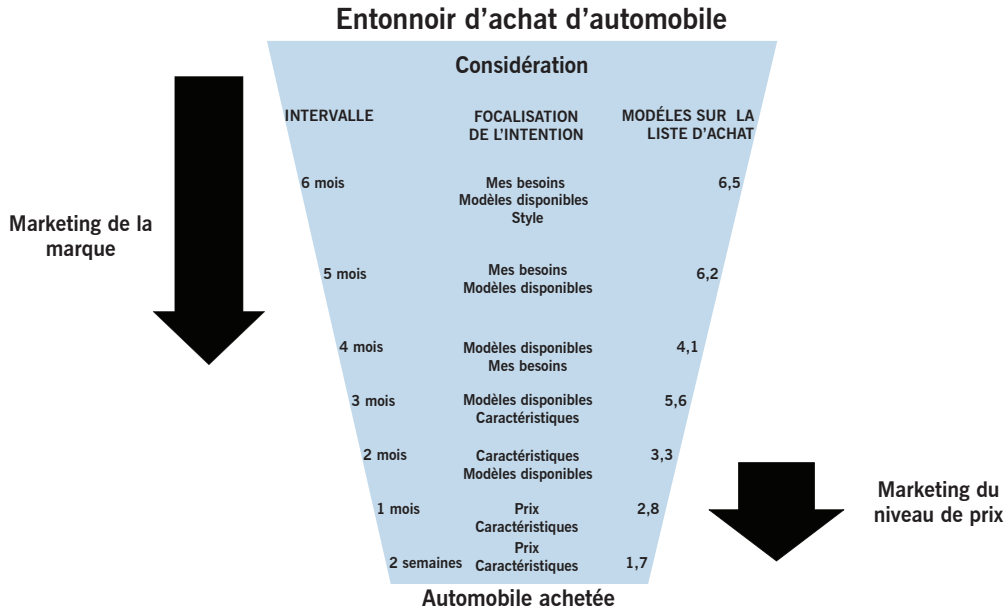 Entonnoir d'achat d'automobile
Considération
INTERVALLE
FOCALISATION
DE L'INTENTION
MODÉLES SUR LA
LISTE D'ACHAT
6 mois
Mes besoins
Modèles disponibles
Style
6,5
Marketing de la
marque
5 mois
Mes besoins
Modèles disponibles
6,2
4 mois
Modèles disponibles
Mes besoins
4,1
3 mois
Modèles disponibles
Caractéristiques
5,6
2 mois
Caractéristiques
Modèles disponibles
3,3
1 mois
Prix
Caractéristiques
2,8
Marketing du
niveau de prix
2 semaines
Prix
Caractéristiques
1,7
Automobile achetée